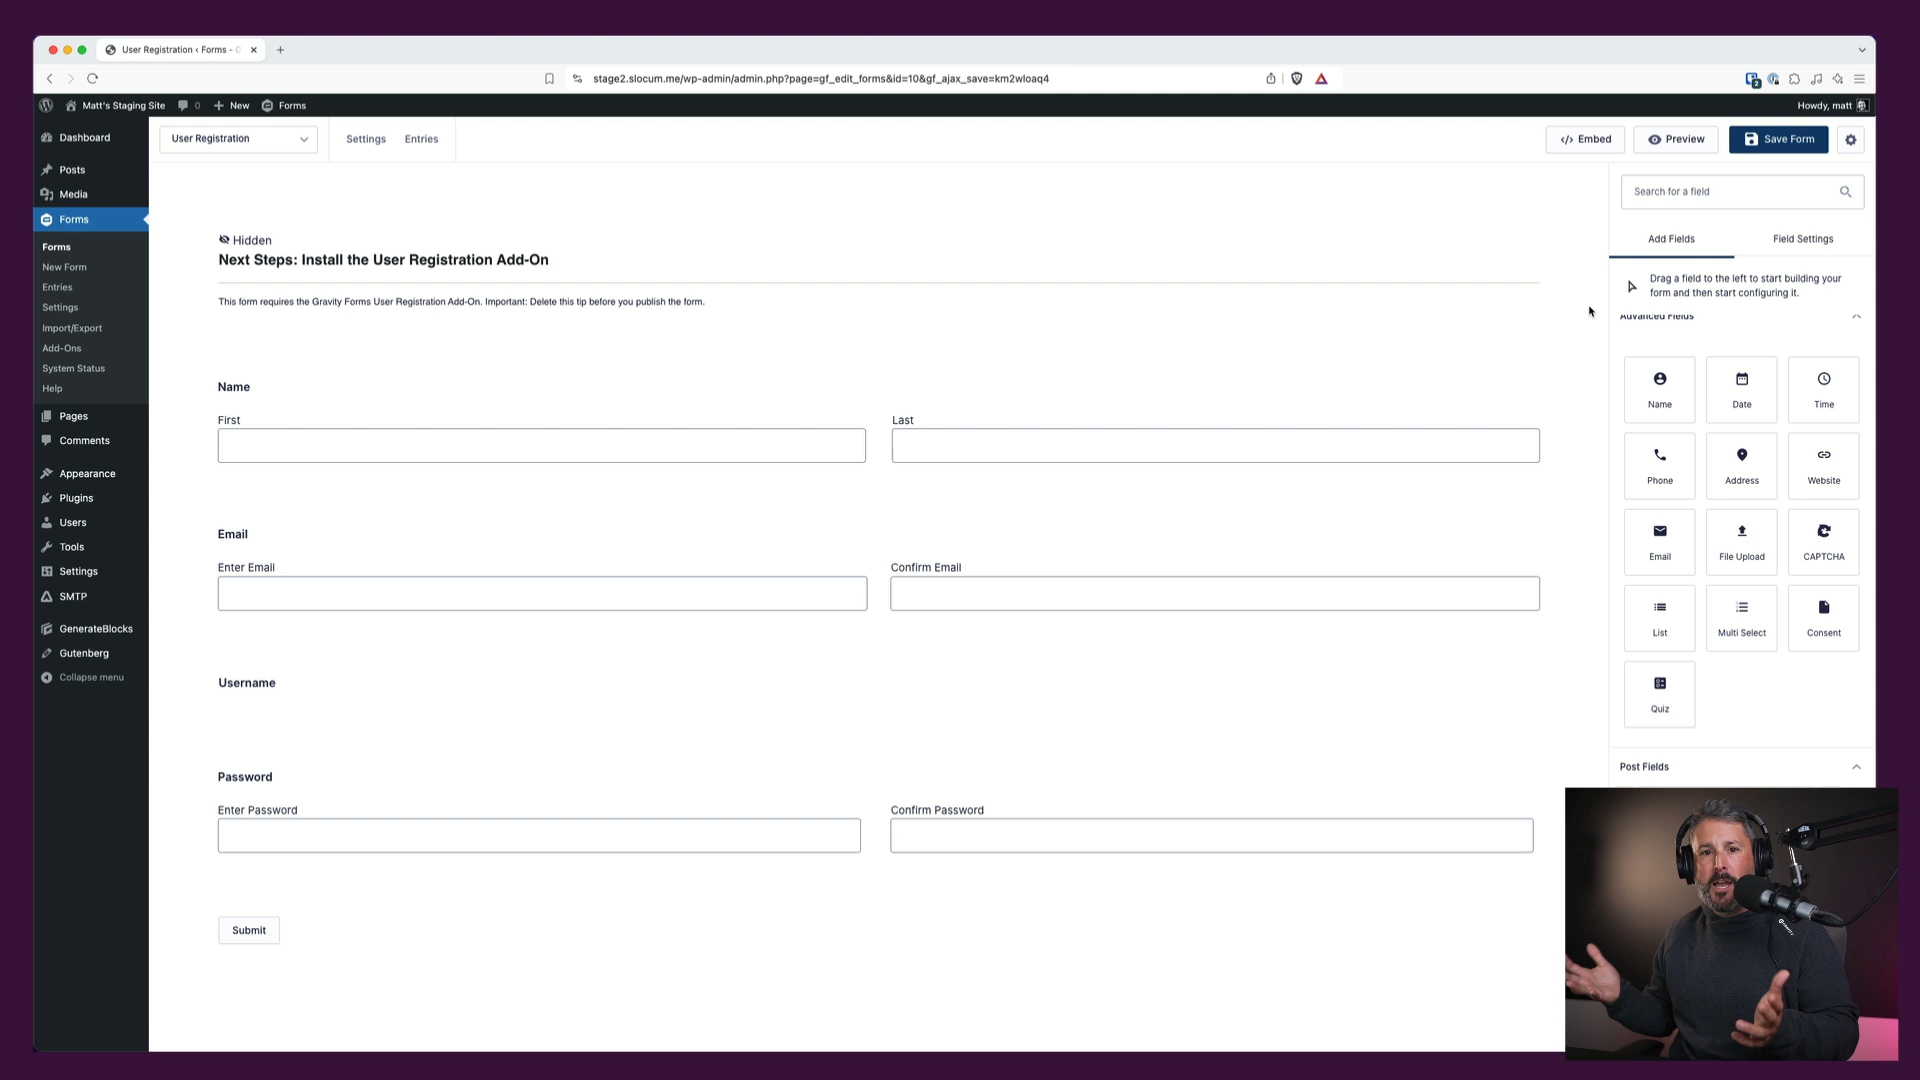 User Registration ‹ Forms - G
stage2.slocum.me/wp-admin/admin.php?page=gf_edit_forms&id=10&gf_ajax_save=km2wloaq4
2
Matt's Staging Site 0 New Forms
Howdy, matt
Dashboard
Posts
Media
Forms
Forms
New Form
Entries
Settings
Import/Export
Add-Ons
System Status
Help
Pages
Comments
Appearance
Plugins
Users
Tools
Settings
SMTP
GenerateBlocks
Gutenberg
Collapse menu
User Registration
Settings Entries
</> Embed Preview Save Form
Hidden
Next Steps: Install the User Registration Add-On
This form requires the Gravity Forms User Registration Add-On. Important: Delete this tip before you publish the form.
Name
First Last
Email
Enter Email Confirm Email
Username
Password
Enter Password Confirm Password
Submit
Search for a field
Add Fields Field Settings
Drag a field to the left to start building your
form and then start configuring it.
Advanced Fields
Name Date Time
Phone Address Website
Email File Upload CAPTCHA
List Multi Select Consent
Quiz
Post Fields